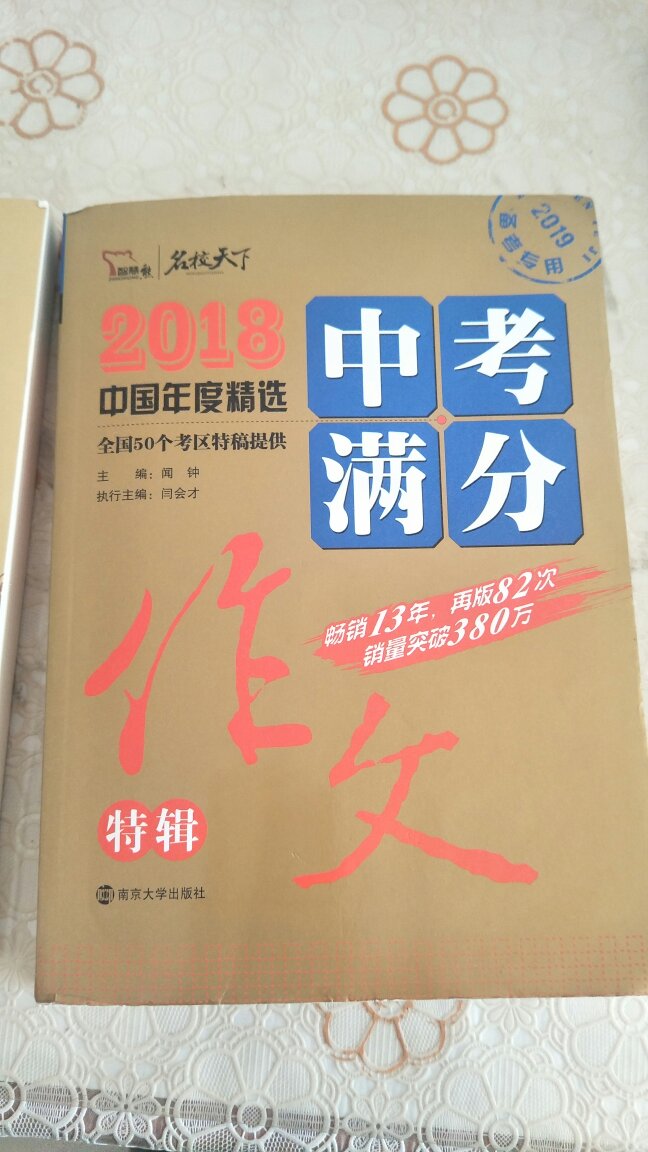 智慧熊
名校天下
2019
备考专用
2018
中国年度精选
全国50个考区特稿提供
主　　编：闻　钟
执行主编：闫会才
中考
满分
畅销13年，再版82次
销量突破380万
作文
特辑
南京大学出版社